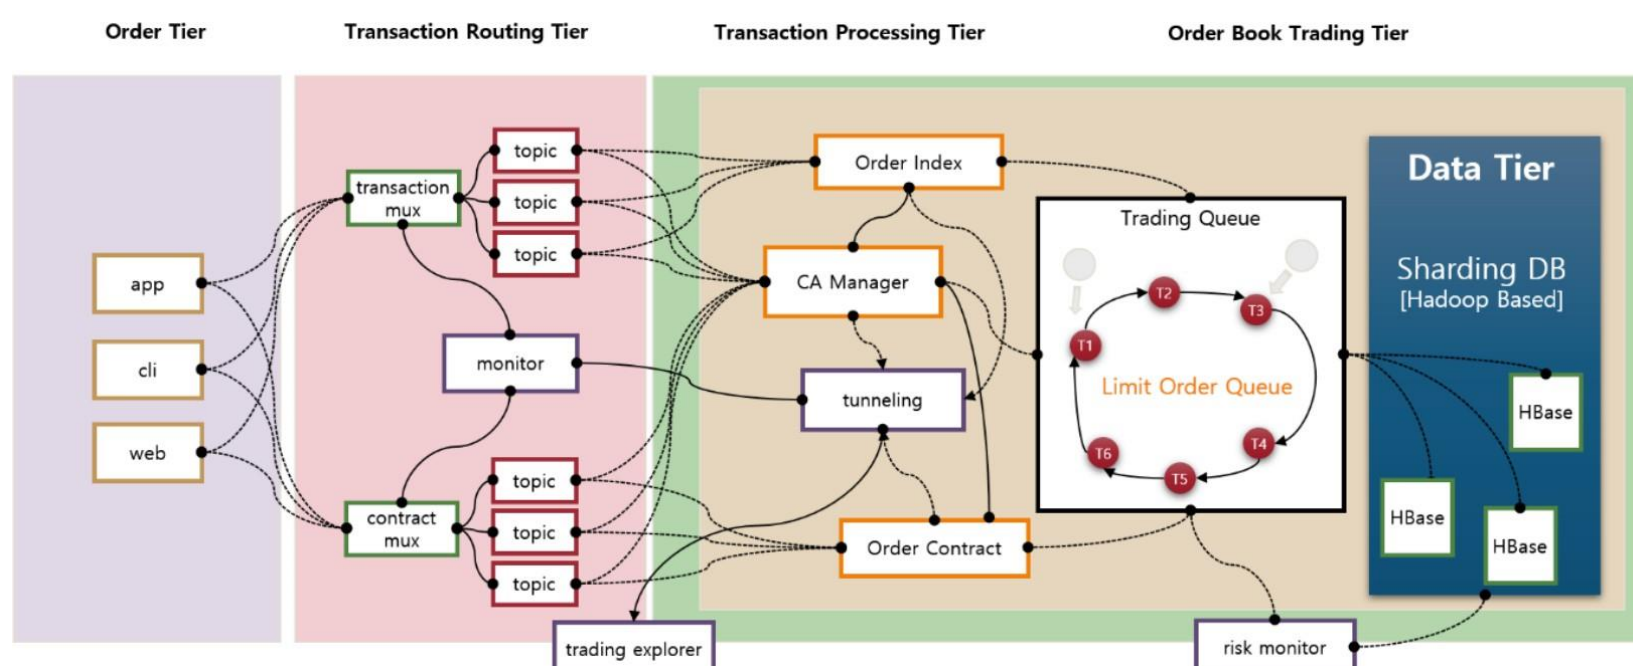 Order Tier
Transaction Routing Tier
Transaction Processing Tier
Order Book Trading Tier
app
cli
web
transaction
mux
topic
topic
topic
monitor
contract
mux
topic
topic
topic
trading explorer
Order Index
CA Manager
tunneling
Order Contract
Trading Queue
T1
T2
T3
T4
T5
T6
Limit Order Queue
risk monitor
Data Tier
Sharding DB
[Hadoop Based]
HBase
HBase
HBase